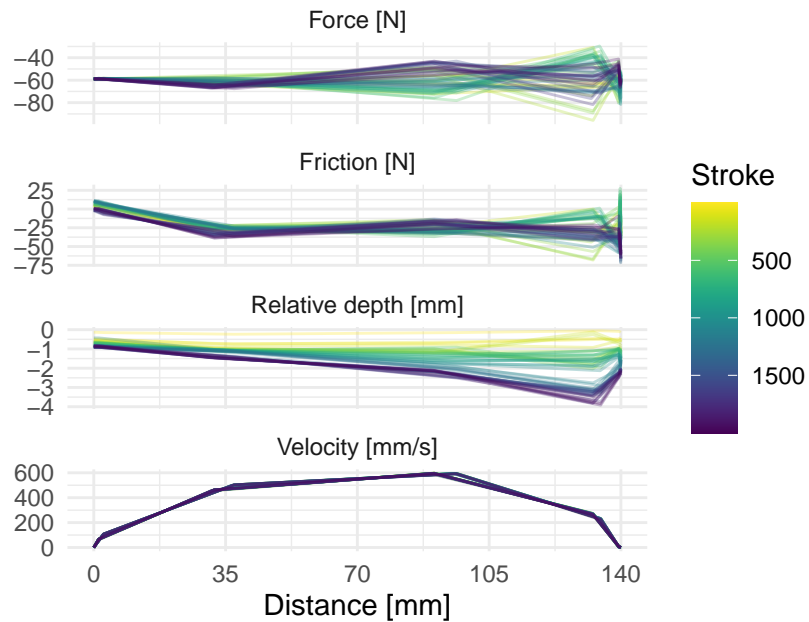 Force [N]
−40
−60
−80
Friction [N]
25
0
−25
−50
−75
Relative depth [mm]
0
−1
−2
−3
−4
Velocity [mm/s]
600
400
200
0
0 35 70 105 140
Distance [mm]
Stroke
500
1000
1500